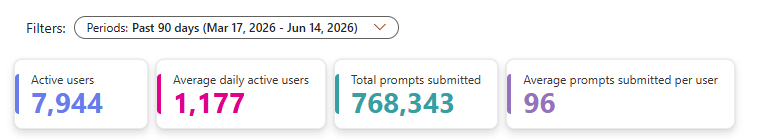 Filters: Periods: Past 90 days (Mar 17, 2026 - Jun 14, 2026)
Active users
7,944
Average daily active users
1,177
Total prompts submitted
768,343
Average prompts submitted per user
96